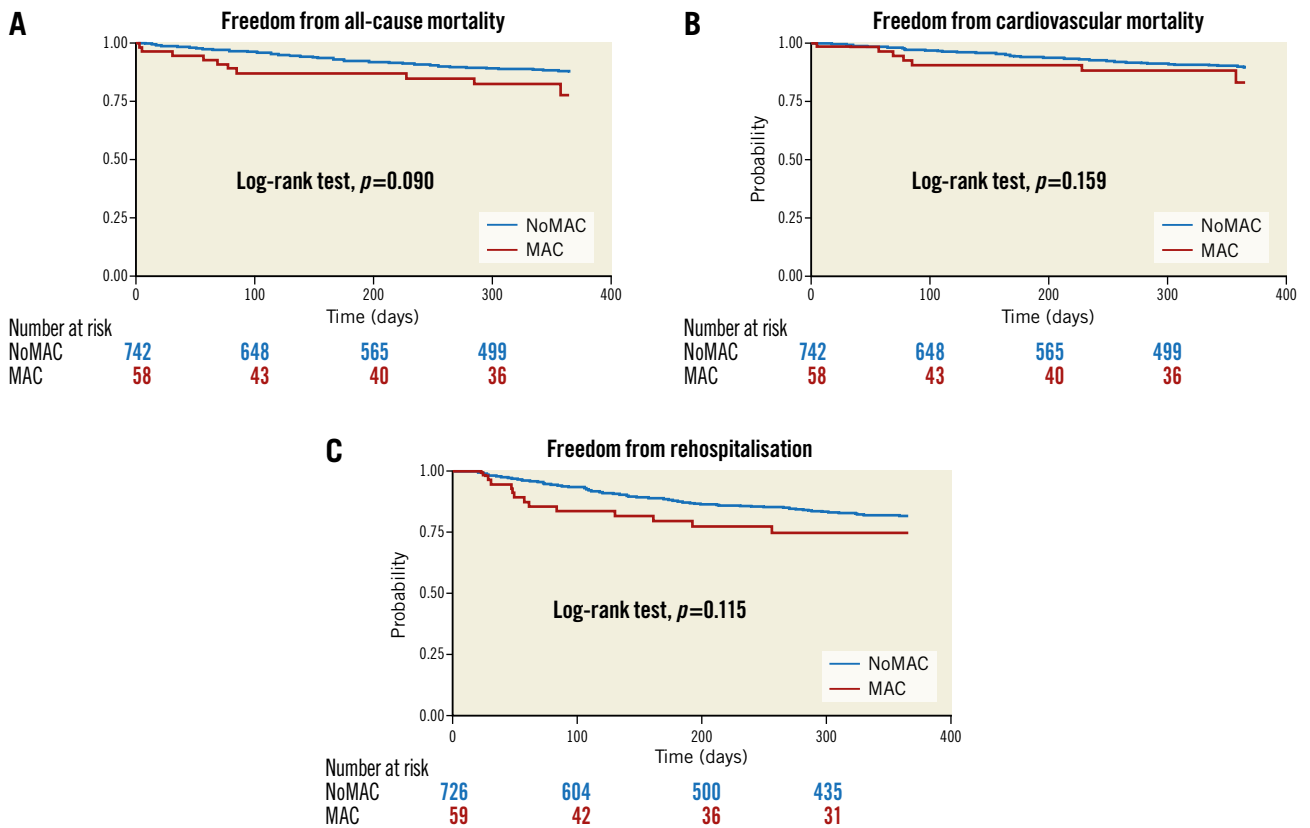 A
Freedom from all-cause mortality
1.00
0.75
0.50
0.25
0.00
Log-rank test, p=0.090
NoMAC
MAC
0 100 200 300 400
Time (days)
Number at risk
NoMAC 742 648 565 499
MAC 58 43 40 36
B
Freedom from cardiovascular mortality
Probability
1.00
0.75
0.50
0.25
0.00
Log-rank test, p=0.159
NoMAC
MAC
0 100 200 300 400
Time (days)
Number at risk
NoMAC 742 648 565 499
MAC 58 43 40 36
C
Freedom from rehospitalisation
Probability
1.00
0.75
0.50
0.25
0.00
Log-rank test, p=0.115
NoMAC
MAC
0 100 200 300 400
Time (days)
Number at risk
NoMAC 726 604 500 435
MAC 59 42 36 31